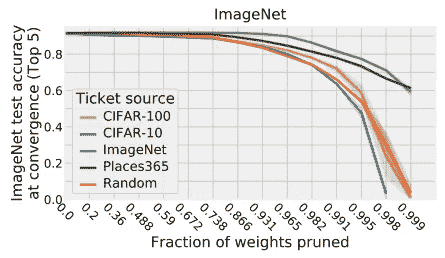 ImageNet
ImageNet test accuracy
at convergence (Top 5)
0.8
0.6
0.4
0.2
0.0
Ticket source
CIFAR-100
CIFAR-10
ImageNet
Places365
Random
0.0
0.2
0.36
0.488
0.59
0.672
0.738
0.866
0.931
0.965
0.982
0.991
0.995
0.998
0.999
Fraction of weights pruned